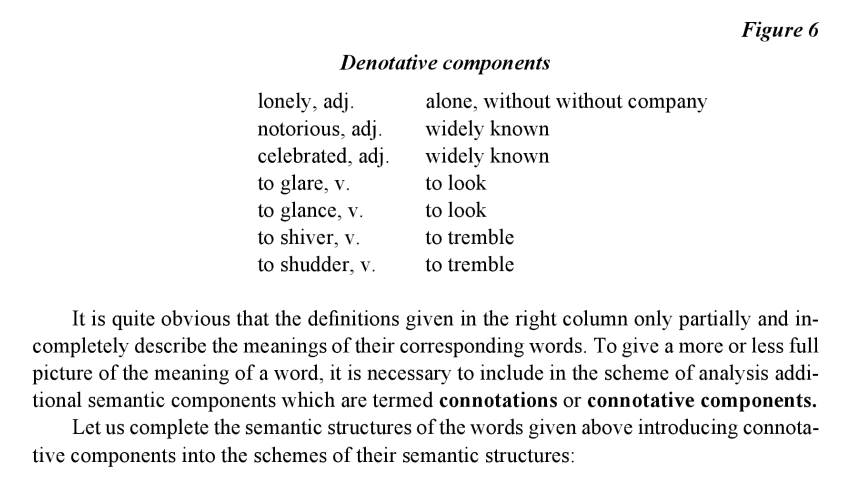 Figure 6
Denotative components
lonely, adj. alone, without without company
notorious, adj. widely known
celebrated, adj. widely known
to glare, v. to look
to glance, v. to look
to shiver, v. to tremble
to shudder, v. to tremble
It is quite obvious that the definitions given in the right column only partially and in-
completely describe the meanings of their corresponding words. To give a more or less full
picture of the meaning of a word, it is necessary to include in the scheme of analysis addi-
tional semantic components which are termed connotations or connotative components.
Let us complete the semantic structures of the words given above introducing connota-
tive components into the schemes of their semantic structures: